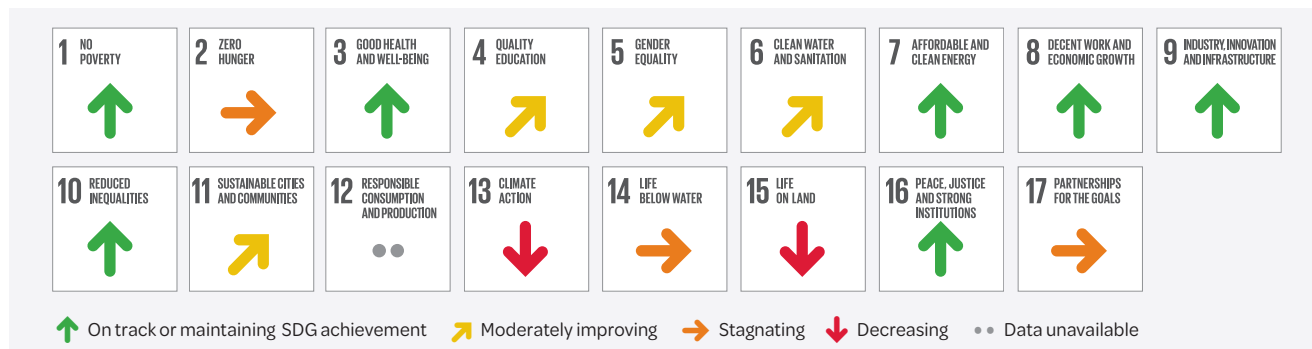 1 NO
POVERTY
2 ZERO
HUNGER
3 GOOD HEALTH
AND WELL-BEING
4 QUALITY
EDUCATION
5 GENDER
EQUALITY
6 CLEAN WATER
AND SANITATION
7 AFFORDABLE AND
CLEAN ENERGY
8 DECENT WORK AND
ECONOMIC GROWTH
9 INDUSTRY, INNOVATION
AND INFRASTRUCTURE
10 REDUCED
INEQUALITIES
11 SUSTAINABLE CITIES
AND COMMUNITIES
12 RESPONSIBLE
CONSUMPTION
AND PRODUCTION
13 CLIMATE
ACTION
14 LIFE
BELOW WATER
15 LIFE
ON LAND
16 PEACE, JUSTICE
AND STRONG
INSTITUTIONS
17 PARTNERSHIPS
FOR THE GOALS
On track or maintaining SDG achievement
Moderately improving
Stagnating
Decreasing
Data unavailable